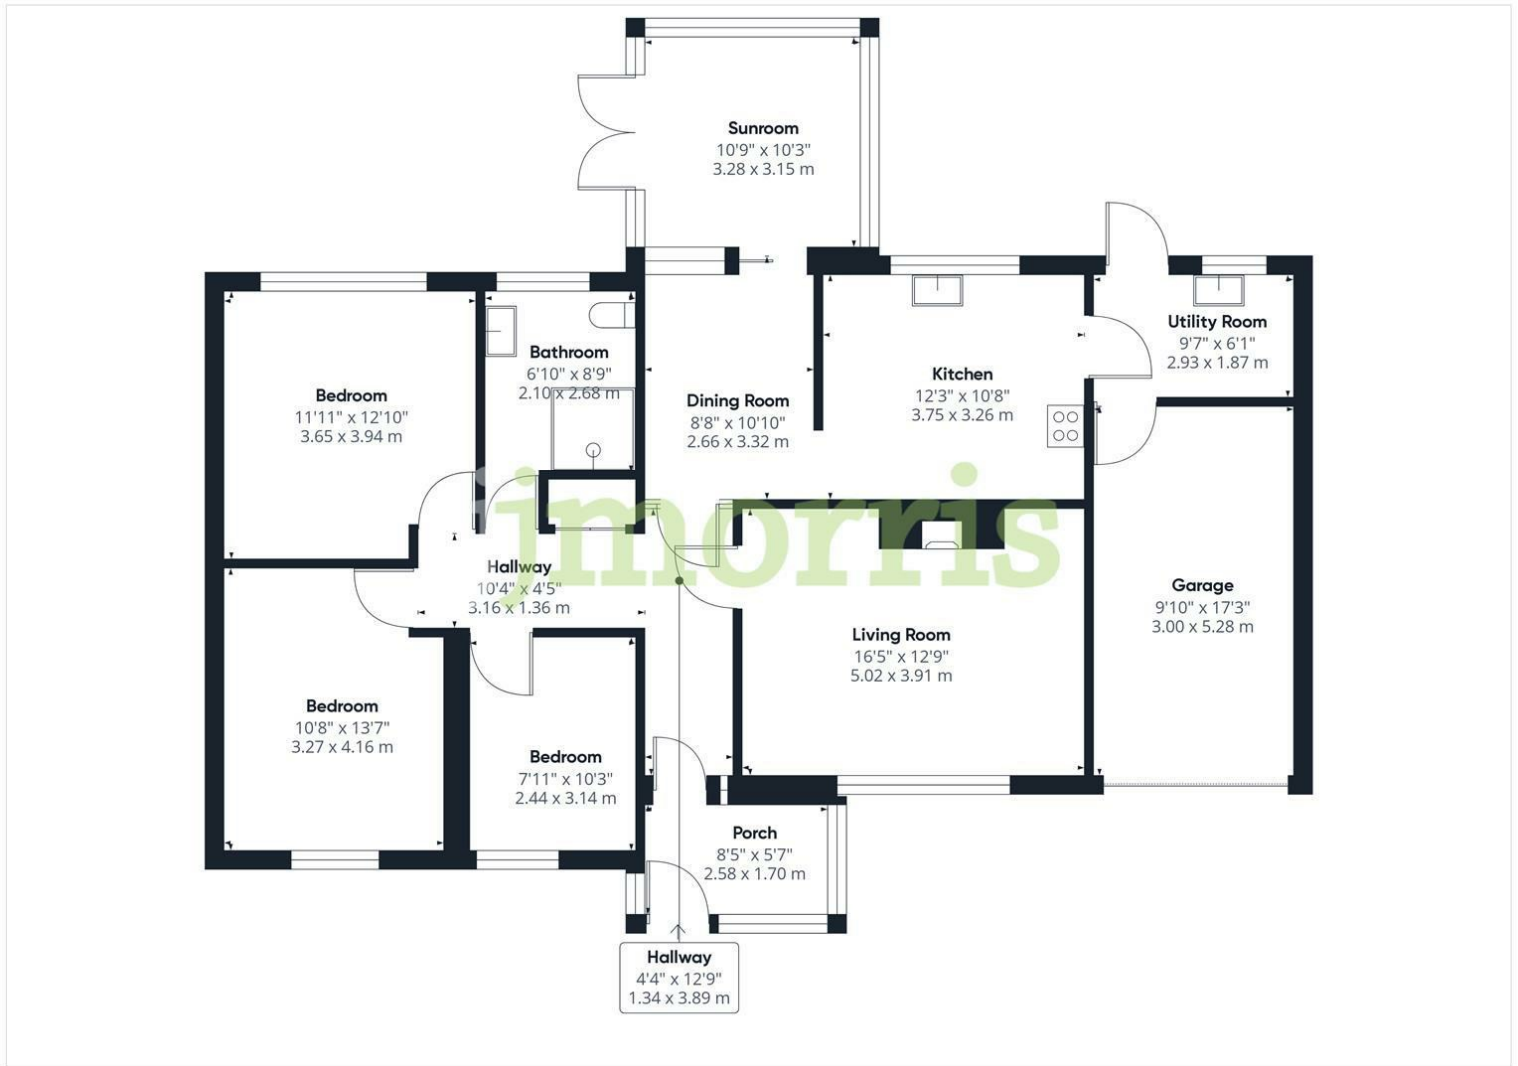 Sunroom
10'9" x 10'3"
3.28 x 3.15 m
Utility Room
9'7" x 6'1"
2.93 x 1.87 m
Bathroom
6'10" x 8'9"
2.10 x 2.68 m
Kitchen
12'3" x 10'8"
3.75 x 3.26 m
Bedroom
11'11" x 12'10"
3.65 x 3.94 m
Dining Room
8'8" x 10'10"
2.66 x 3.32 m
jjmorris
Hallway
10'4" x 4'5"
3.16 x 1.36 m
Garage
9'10" x 17'3"
3.00 x 5.28 m
Living Room
16'5" x 12'9"
5.02 x 3.91 m
Bedroom
10'8" x 13'7"
3.27 x 4.16 m
Bedroom
7'11" x 10'3"
2.44 x 3.14 m
Porch
8'5" x 5'7"
2.58 x 1.70 m
Hallway
4'4" x 12'9"
1.34 x 3.89 m